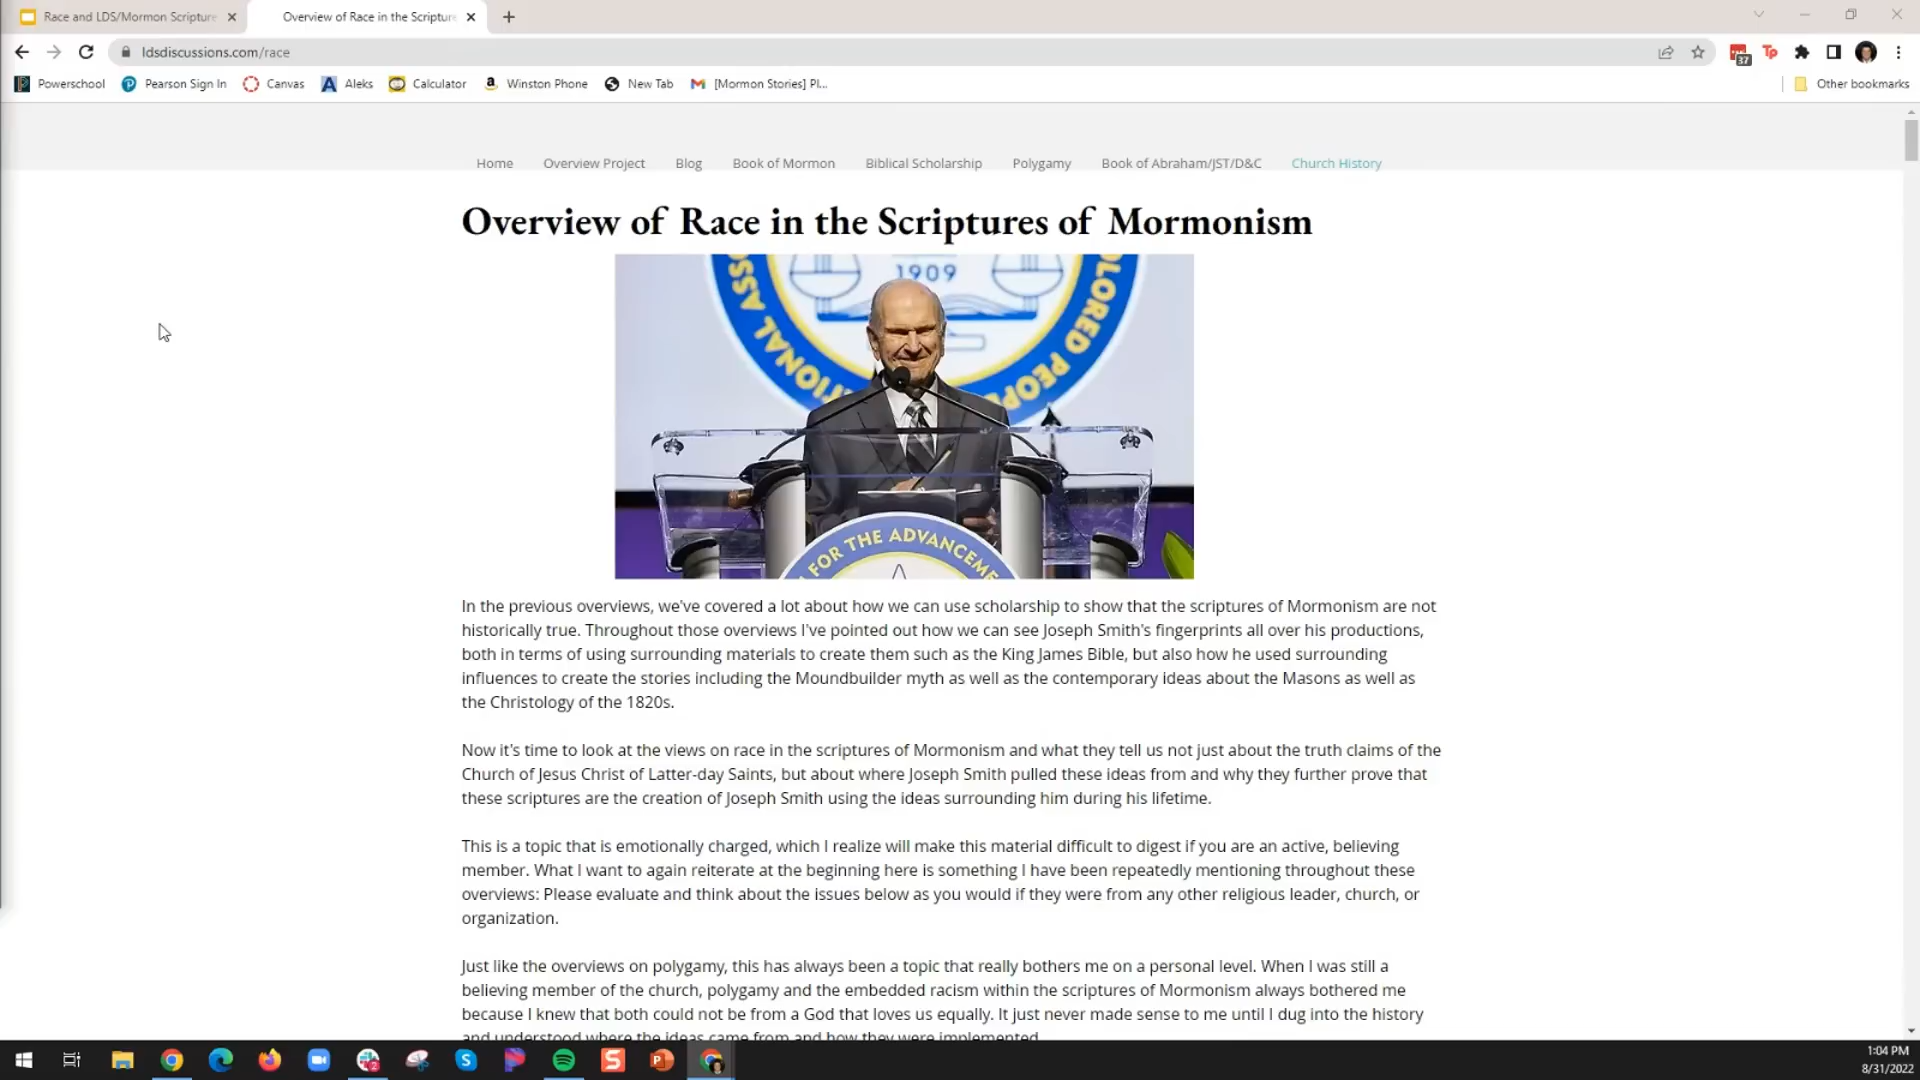 Race and LDS/Mormon Scripture
Overview of Race in the Scripture
ldsdiscussions.com/race
37
Powerschool
Pearson Sign In
Canvas
Aleks
Calculator
Winston Phone
New Tab
[Mormon Stories] Pl...
Other bookmarks
Home
Overview Project
Blog
Book of Mormon
Biblical Scholarship
Polygamy
Book of Abraham/JST/D&C
Church History
Overview of Race in the Scriptures of Mormonism
1909
TIONAL ASS
OLORED PEOP
FOR THE ADVANCEME
In the previous overviews, we've covered a lot about how we can use scholarship to show that the scriptures of Mormonism are not
historically true. Throughout those overviews I've pointed out how we can see Joseph Smith's fingerprints all over his productions,
both in terms of using surrounding materials to create them such as the King James Bible, but also how he used surrounding
influences to create the stories including the Moundbuilder myth as well as the contemporary ideas about the Masons as well as
the Christology of the 1820s.
Now it's time to look at the views on race in the scriptures of Mormonism and what they tell us not just about the truth claims of the
Church of Jesus Christ of Latter-day Saints, but about where Joseph Smith pulled these ideas from and why they further prove that
these scriptures are the creation of Joseph Smith using the ideas surrounding him during his lifetime.
This is a topic that is emotionally charged, which I realize will make this material difficult to digest if you are an active, believing
member. What I want to again reiterate at the beginning here is something I have been repeatedly mentioning throughout these
overviews: Please evaluate and think about the issues below as you would if they were from any other religious leader, church, or
organization.
Just like the overviews on polygamy, this has always been a topic that really bothers me on a personal level. When I was still a
believing member of the church, polygamy and the embedded racism within the scriptures of Mormonism always bothered me
because I knew that both could not be from a God that loves us equally. It just never made sense to me until I dug into the history
and understood where the ideas came from and how they were implemented.
1:04 PM
8/31/2022